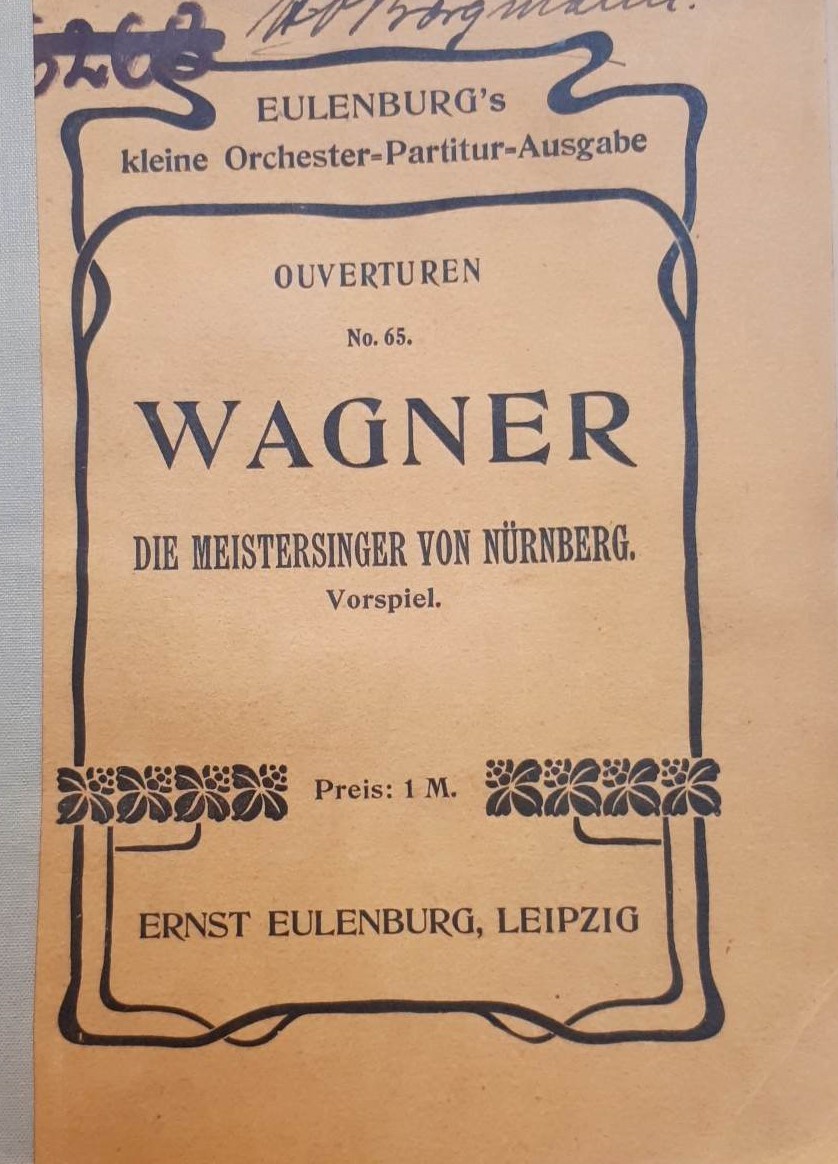 Borgmann.
EULENBURG's
kleine Orchester=Partitur=Ausgabe
OUVERTUREN
No. 65.
WAGNER
DIE MEISTERSINGER VON NÜRNBERG.
Vorspiel.
Preis: 1 M.
ERNST EULENBURG, LEIPZIG